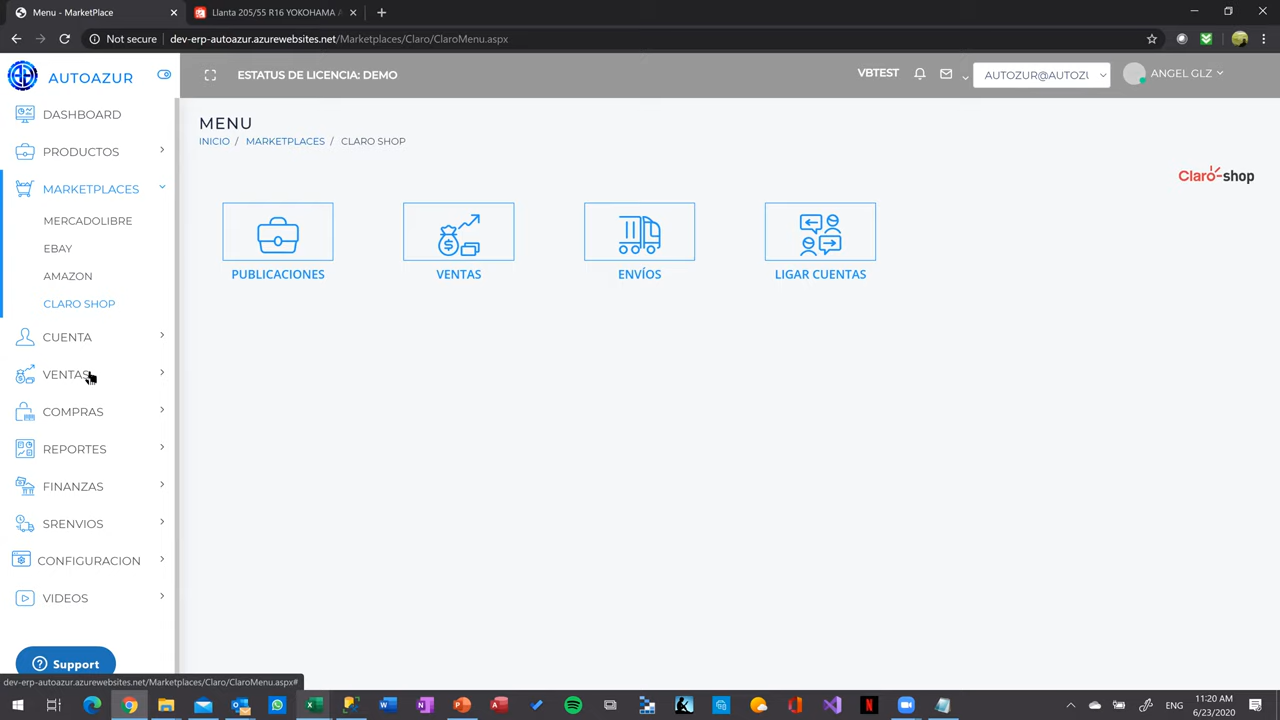 Menu - MarketPlace
Llanta 205/55 R16 YOKOHAMA A
Not secure
dev-erp-autoazur.azurewebsites.net/Marketplaces/Claro/ClaroMenu.aspx
AUTOAZUR
ESTATUS DE LICENCIA: DEMO
VBTEST
AUTOZUR@AUTOZU
ANGEL GLZ
DASHBOARD
PRODUCTOS
MARKETPLACES
MERCADOLIBRE
EBAY
AMAZON
CLARO SHOP
CUENTA
VENTAS
COMPRAS
REPORTES
FINANZAS
SRENVIOS
CONFIGURACION
VIDEOS
Support
MENU
INICIO / MARKETPLACES / CLARO SHOP
Claro-shop
PUBLICACIONES
VENTAS
ENVÍOS
LIGAR CUENTAS
dev-erp-autoazur.azurewebsites.net/Marketplaces/Claro/ClaroMenu.aspx#
11:20 AM
6/23/2020